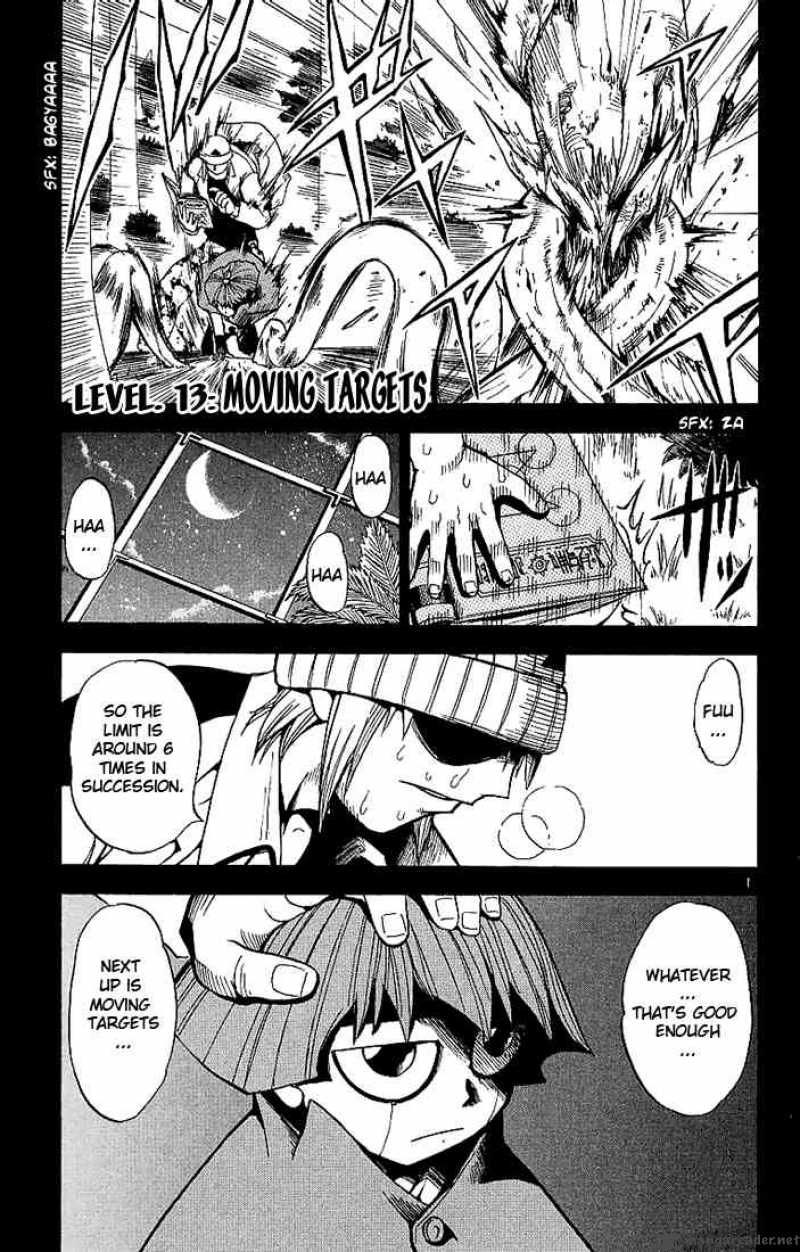 SFX: BAGYAAAA
LEVEL. 13: MOVING TARGETS
SFX: ZA
HAA
HAA
HAA
...
FUU
...
SO THE
LIMIT IS
AROUND 6
TIMES IN
SUCCESSION.
1
WHATEVER
...
THAT'S GOOD
ENOUGH
...
NEXT
UP IS
MOVING
TARGETS
...